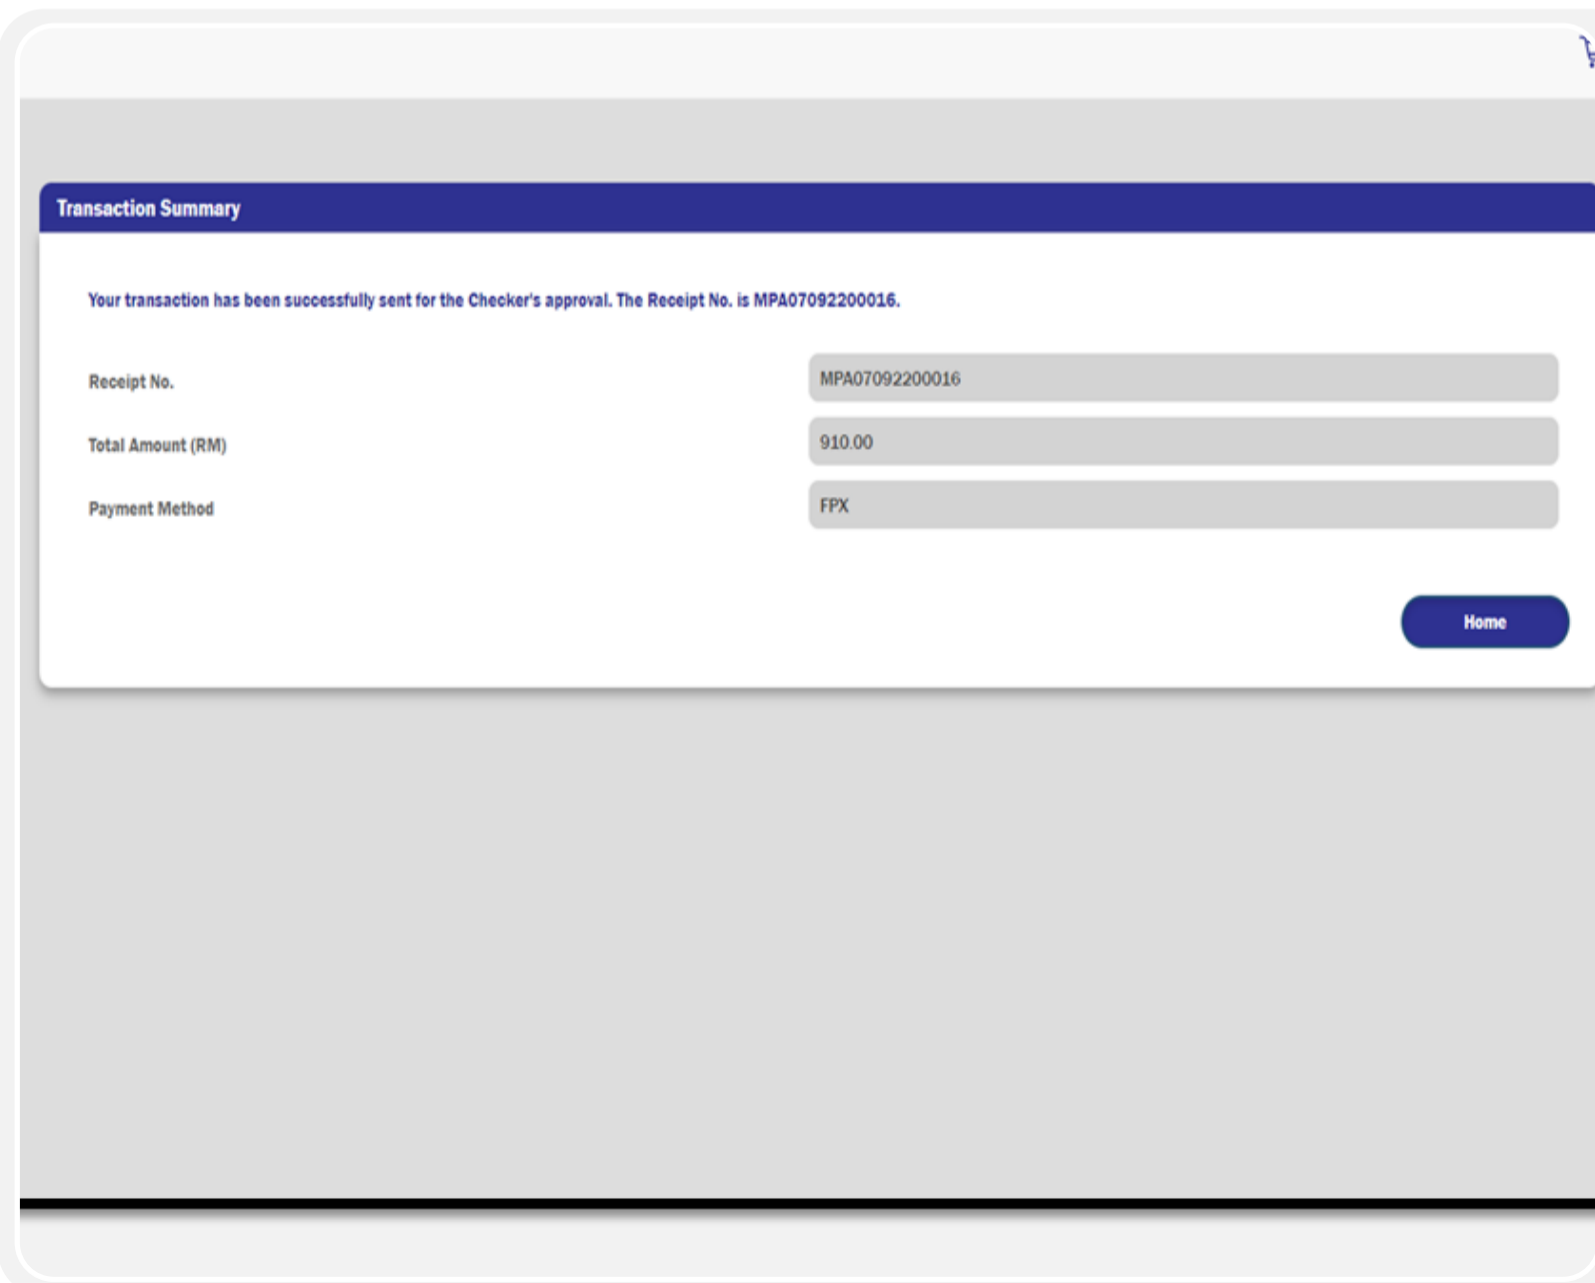 Transaction Summary
Your transaction has been successfully sent for the Checker's approval. The Receipt No. is MPA07092200016.
Receipt No. MPA07092200016
Total Amount (RM) 910.00
Payment Method FPX
Home